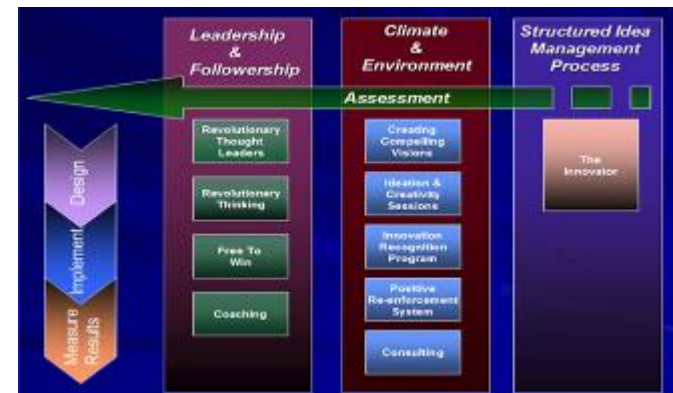 Leadership
&
Followership
Climate
&
Environment
Structured Idea
Management
Process
Assessment
Design
Implement
Measure
Results
Revolutionary
Thought
Leaders
Revolutionary
Thinking
Free To
Win
Coaching
Creating
Compelling
Visions
Ideation &
Creativity
Sessions
Innovation
Recognition
Program
Positive
Re-enforcement
System
Consulting
The
Innovator